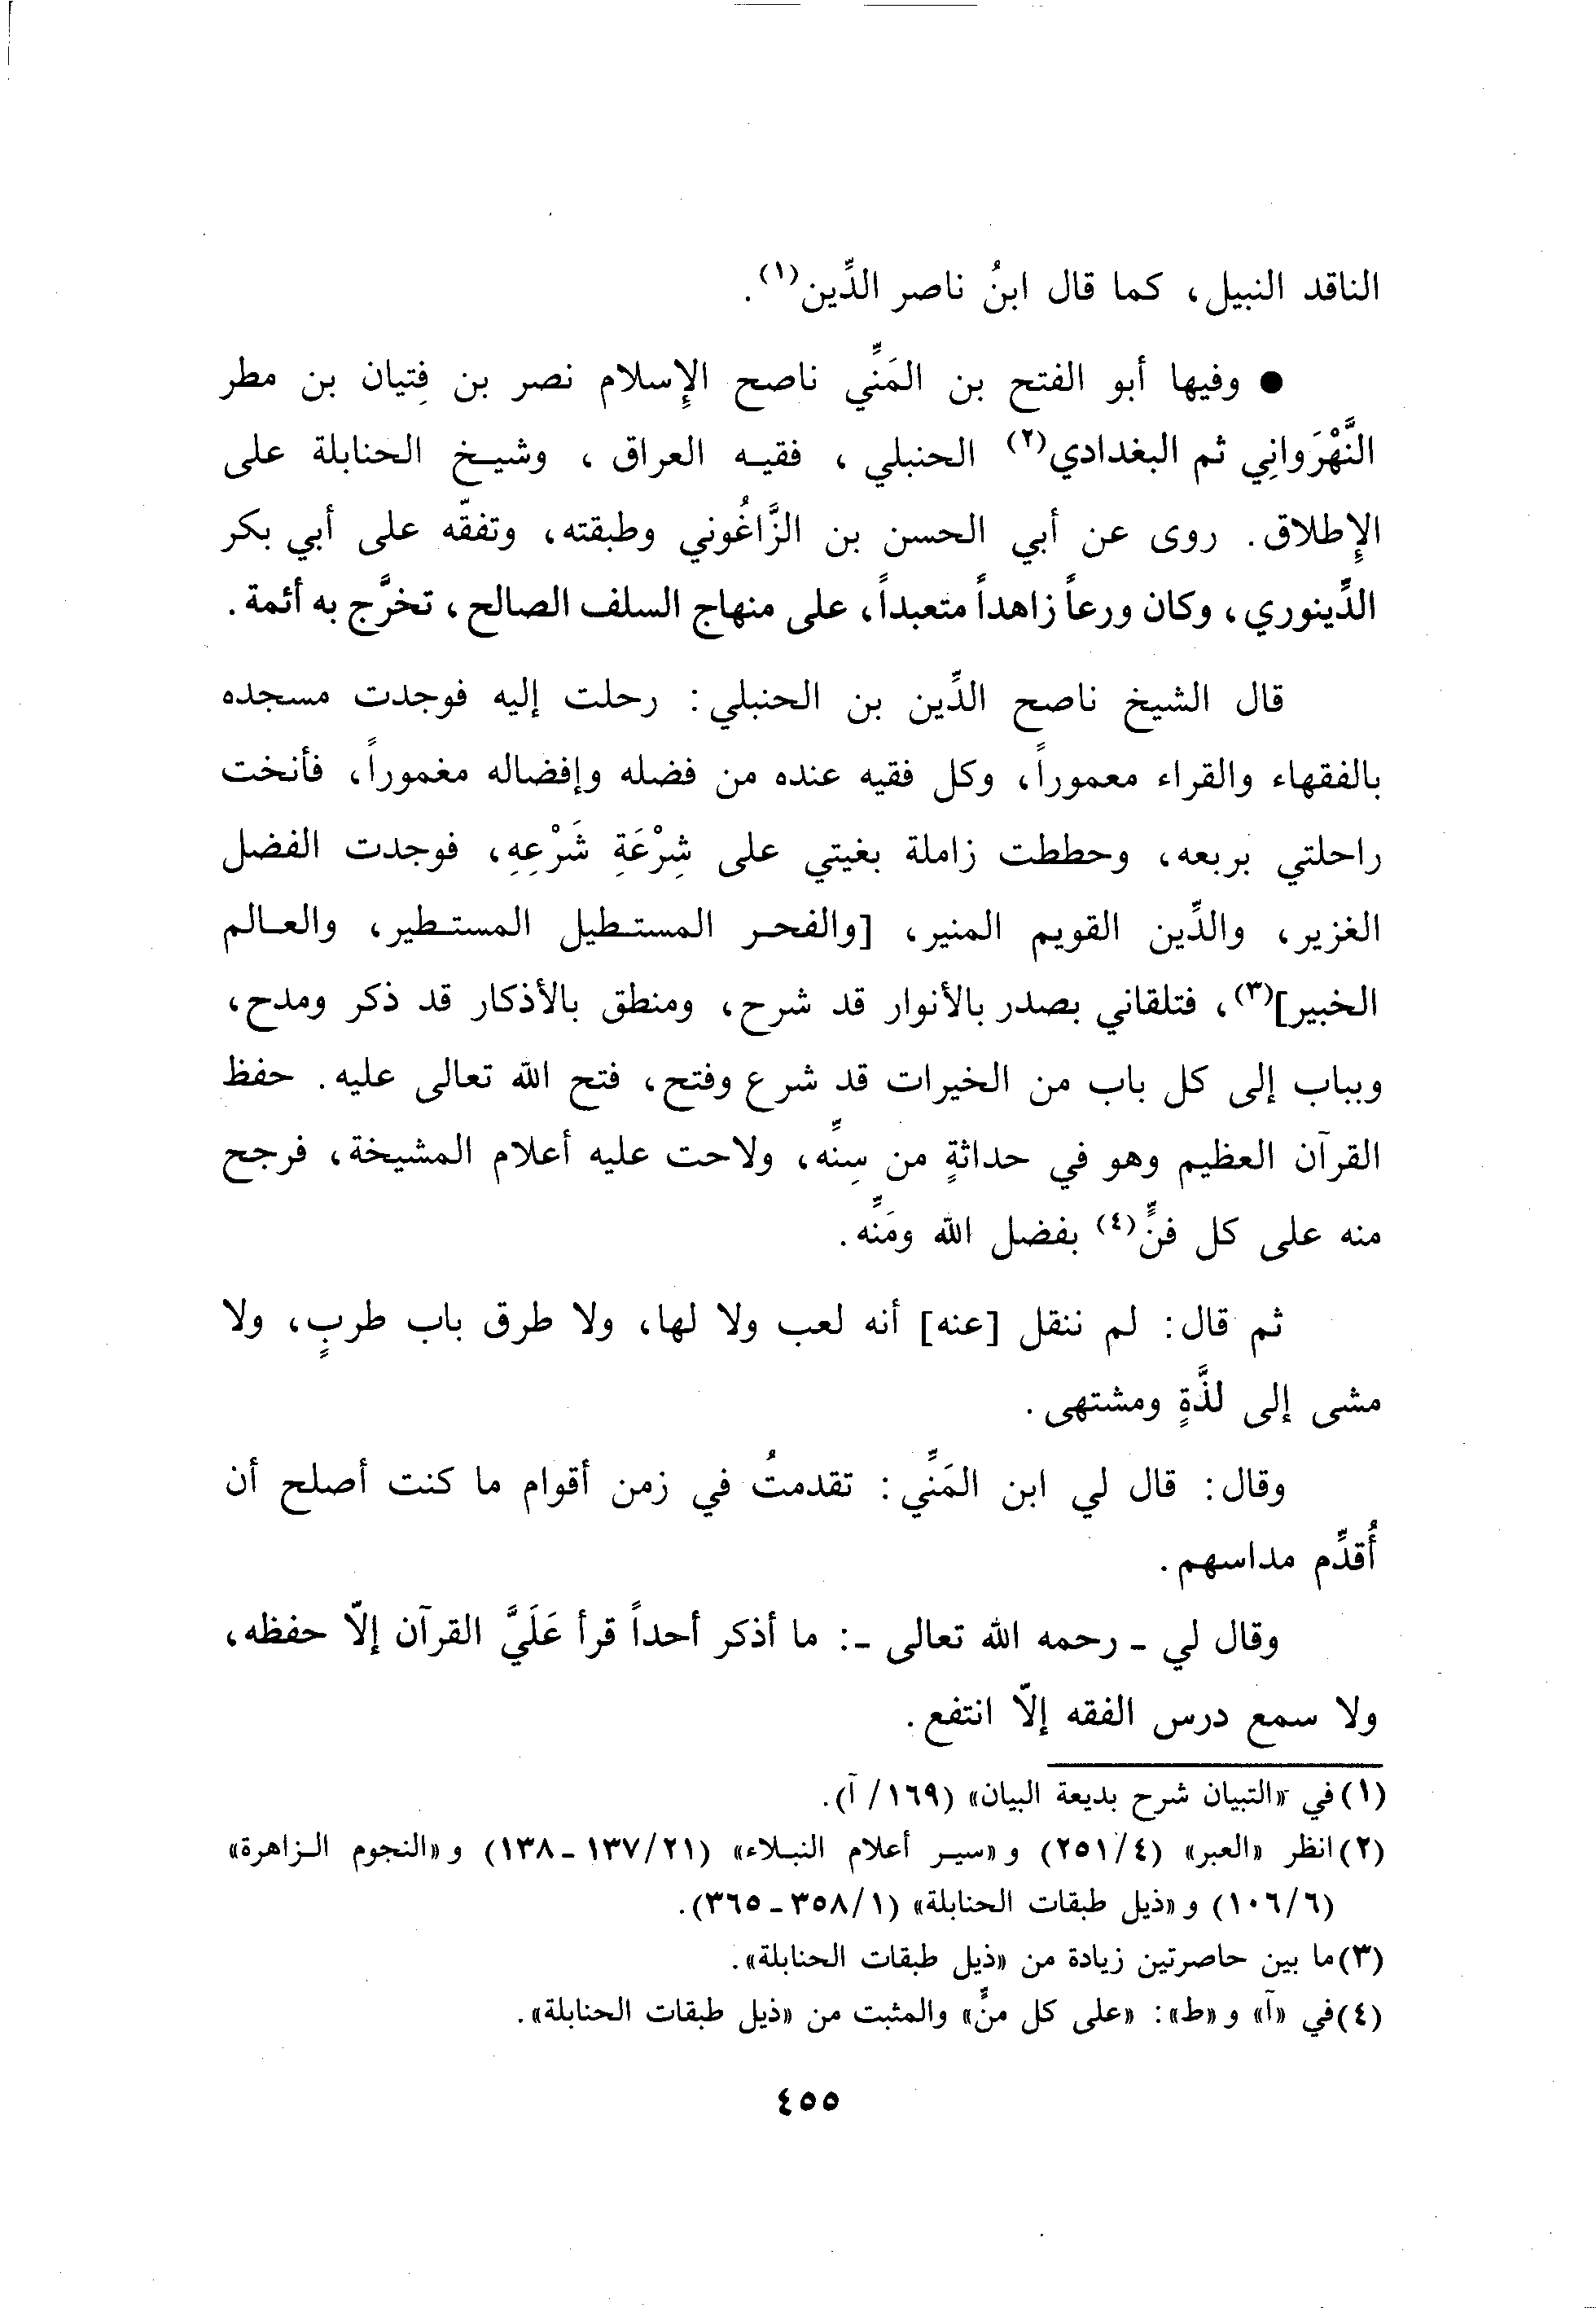 الناقد النبيل، كما قال ابنُ ناصر الدِّين(١).
● وفيها أبو الفتح بن المَنِّي ناصح الإِسلام نصر بن فِتيان بن مطر
النَّهْرَوانِي ثم البغدادي(٢) الحنبلي، فقيه العراق، وشيخ الحنابلة على
الإِطلاق. روى عن أبي الحسن بن الزَّاغُوني وطبقته، وتفقّه على أبي بكر
الدِّينوري، وكان ورعاً زاهداً متعبداً، على منهاج السلف الصالح، تخرَّج به أئمة.
قال الشيخ ناصح الدِّين بن الحنبلي: رحلت إليه فوجدت مسجده
بالفقهاء والقراء معموراً، وكل فقيه عنده من فضله وإفضاله مغموراً، فأنخت
راحلتي بربعه، وحططت زاملة بغيتي على شِرْعَةِ شَرْعِهِ، فوجدت الفضل
الغزير، والدِّين القويم المنير، [والفحر المستطيل المستطير، والعالم
الخبير](٣)، فتلقاني بصدر بالأنوار قد شرح، ومنطق بالأذكار قد ذكر ومدح،
وبباب إلى كل باب من الخيرات قد شرع وفتح، فتح الله تعالى عليه. حفظ
القرآن العظيم وهو في حداثةٍ من سِنِّه، ولاحت عليه أعلام المشيخة، فرجح
منه على كل فنٍّ(٤) بفضل الله ومَنِّه.
ثم قال: لم ننقل [عنه] أنه لعب ولا لها، ولا طرق باب طربٍ، ولا
مشى إلى لذَّةٍ ومشتهى.
وقال: قال لي ابن المَنِّي: تقدمتُ في زمن أقوام ما كنت أصلح أن
أُقدِّم مداسهم.
وقال لي ـ رحمه الله تعالى ـ: ما أذكر أحداً قرأ عَلَيَّ القرآن إلاّ حفظه،
ولا سمع درس الفقه إلاّ انتفع.
(١) في «التبيان شرح بديعة البيان» (١٦٩/ آ).
(٢) انظر «العبر» (٢٥١/٤) و«سير أعلام النبلاء» (١٣٧/٢١ ـ ١٣٨) و«النجوم الزاهرة»
(١٠٦/٦) و«ذيل طبقات الحنابلة» (٣٥٨/١ ـ ٣٦٥).
(٣) ما بين حاصرتين زيادة من «ذيل طبقات الحنابلة».
(٤) في «آ» و«ط»: «على كل منٍّ» والمثبت من «ذيل طبقات الحنابلة».
٤٥٥